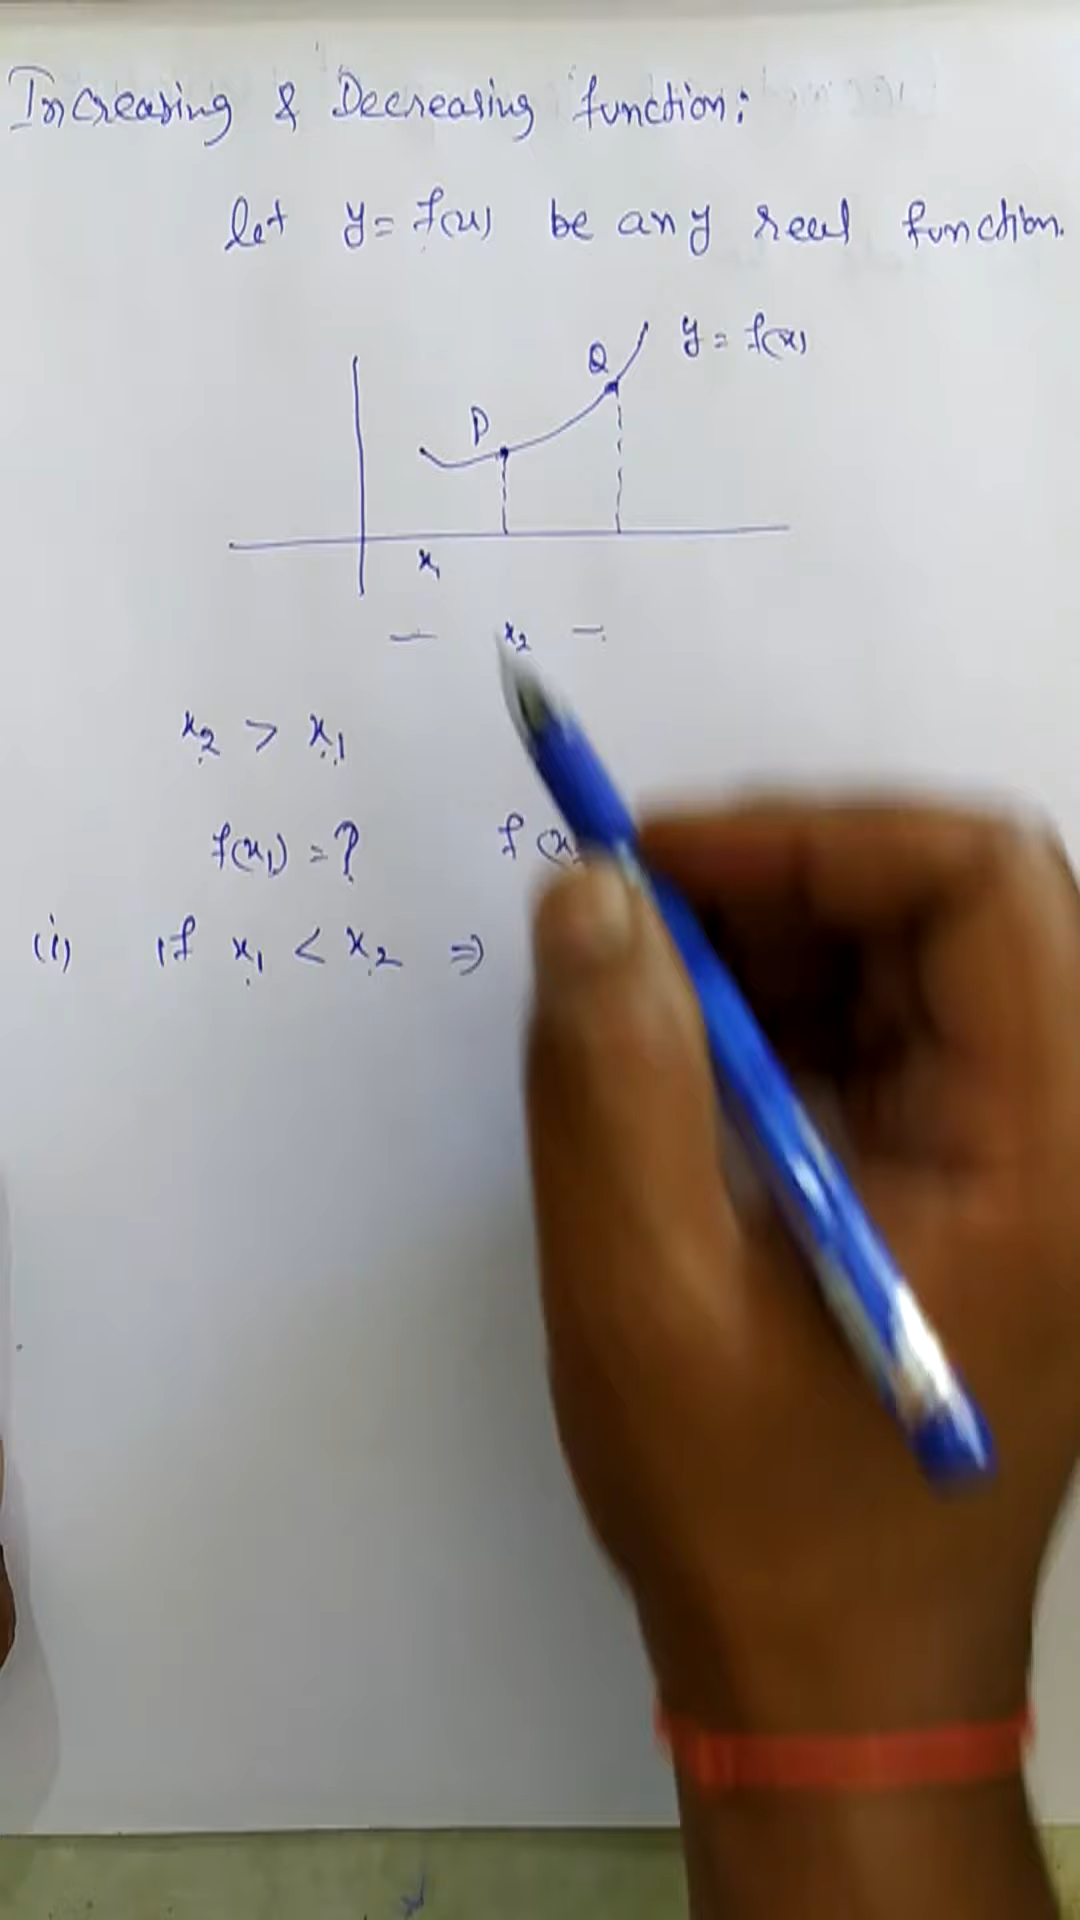 Increasing & Decreasing function:
let y = f(x) be any real function.
Q y = f(x)
P
x₁
— x₂ —
x₂ > x₁
f(x₁) = ? f(x
(i) if x₁ < x₂ ⇒